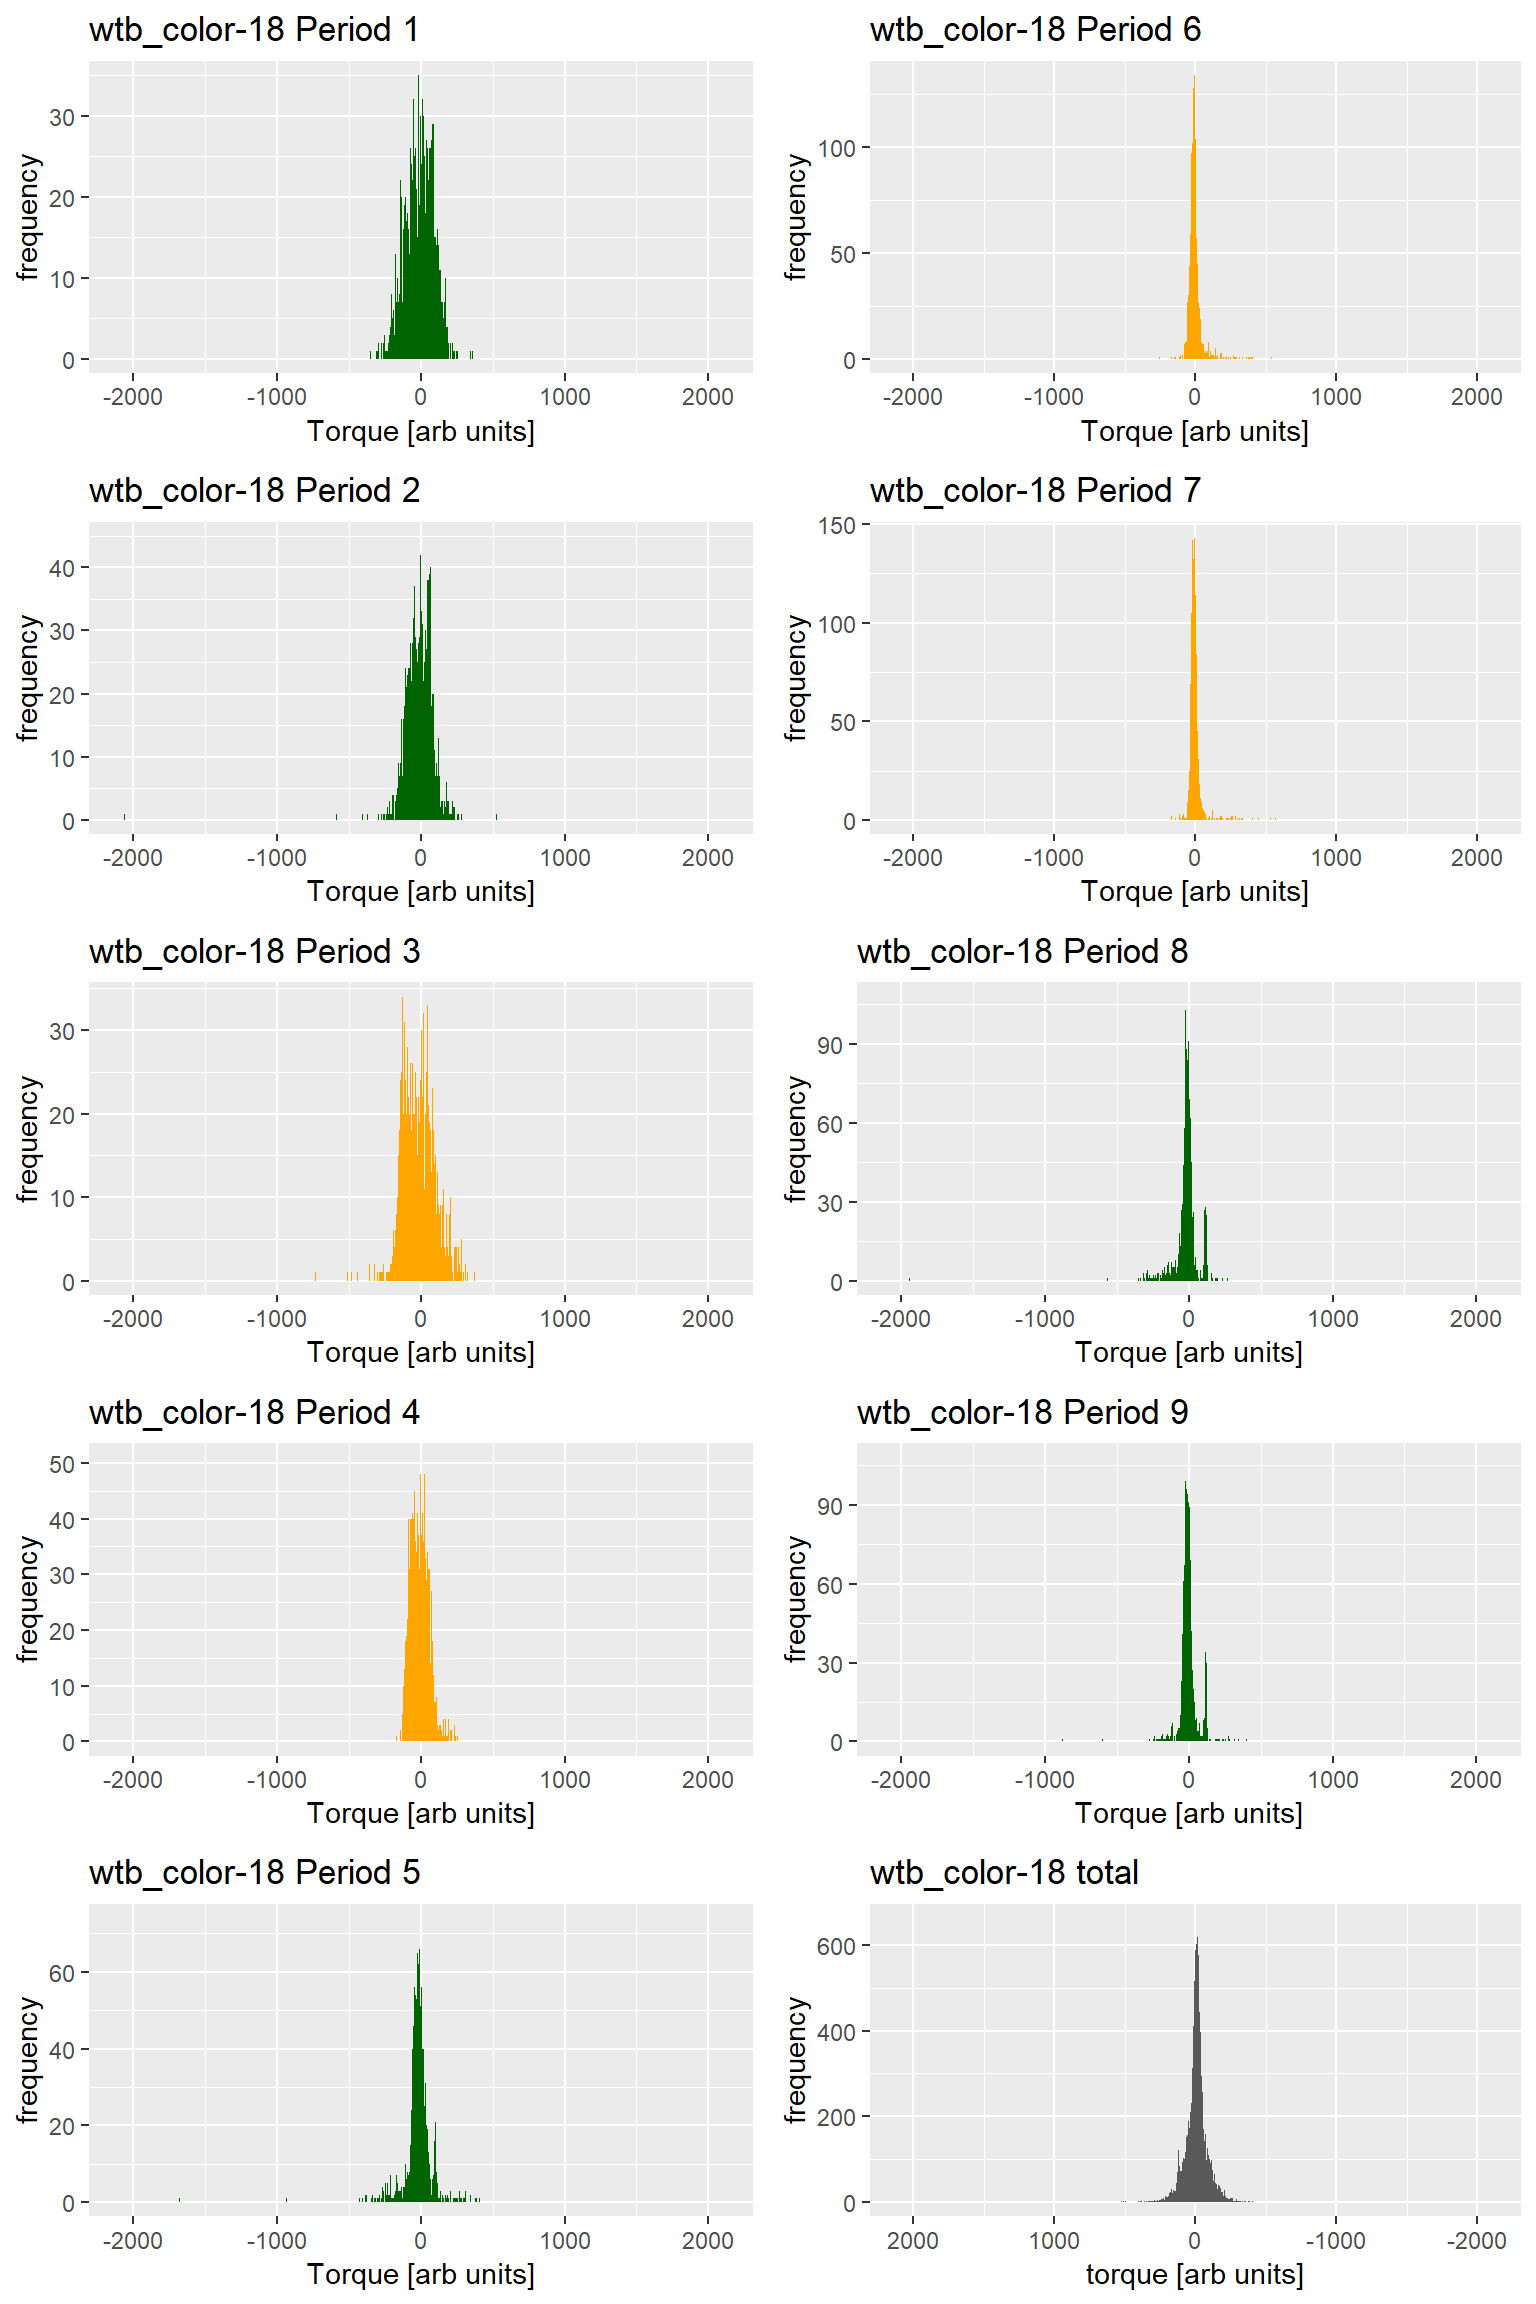 wtb_color-18 Period 1
frequency
30
20
10
0
-2000 -1000 0 1000 2000
Torque [arb units]
wtb_color-18 Period 6
frequency
100
50
0
-2000 -1000 0 1000 2000
Torque [arb units]
wtb_color-18 Period 2
frequency
40
30
20
10
0
-2000 -1000 0 1000 2000
Torque [arb units]
wtb_color-18 Period 7
frequency
150
100
50
0
-2000 -1000 0 1000 2000
Torque [arb units]
wtb_color-18 Period 3
frequency
30
20
10
0
-2000 -1000 0 1000 2000
Torque [arb units]
wtb_color-18 Period 8
frequency
90
60
30
0
-2000 -1000 0 1000 2000
Torque [arb units]
wtb_color-18 Period 4
frequency
50
40
30
20
10
0
-2000 -1000 0 1000 2000
Torque [arb units]
wtb_color-18 Period 9
frequency
90
60
30
0
-2000 -1000 0 1000 2000
Torque [arb units]
wtb_color-18 Period 5
frequency
60
40
20
0
-2000 -1000 0 1000 2000
Torque [arb units]
wtb_color-18 total
frequency
600
400
200
0
2000 1000 0 -1000 -2000
torque [arb units]